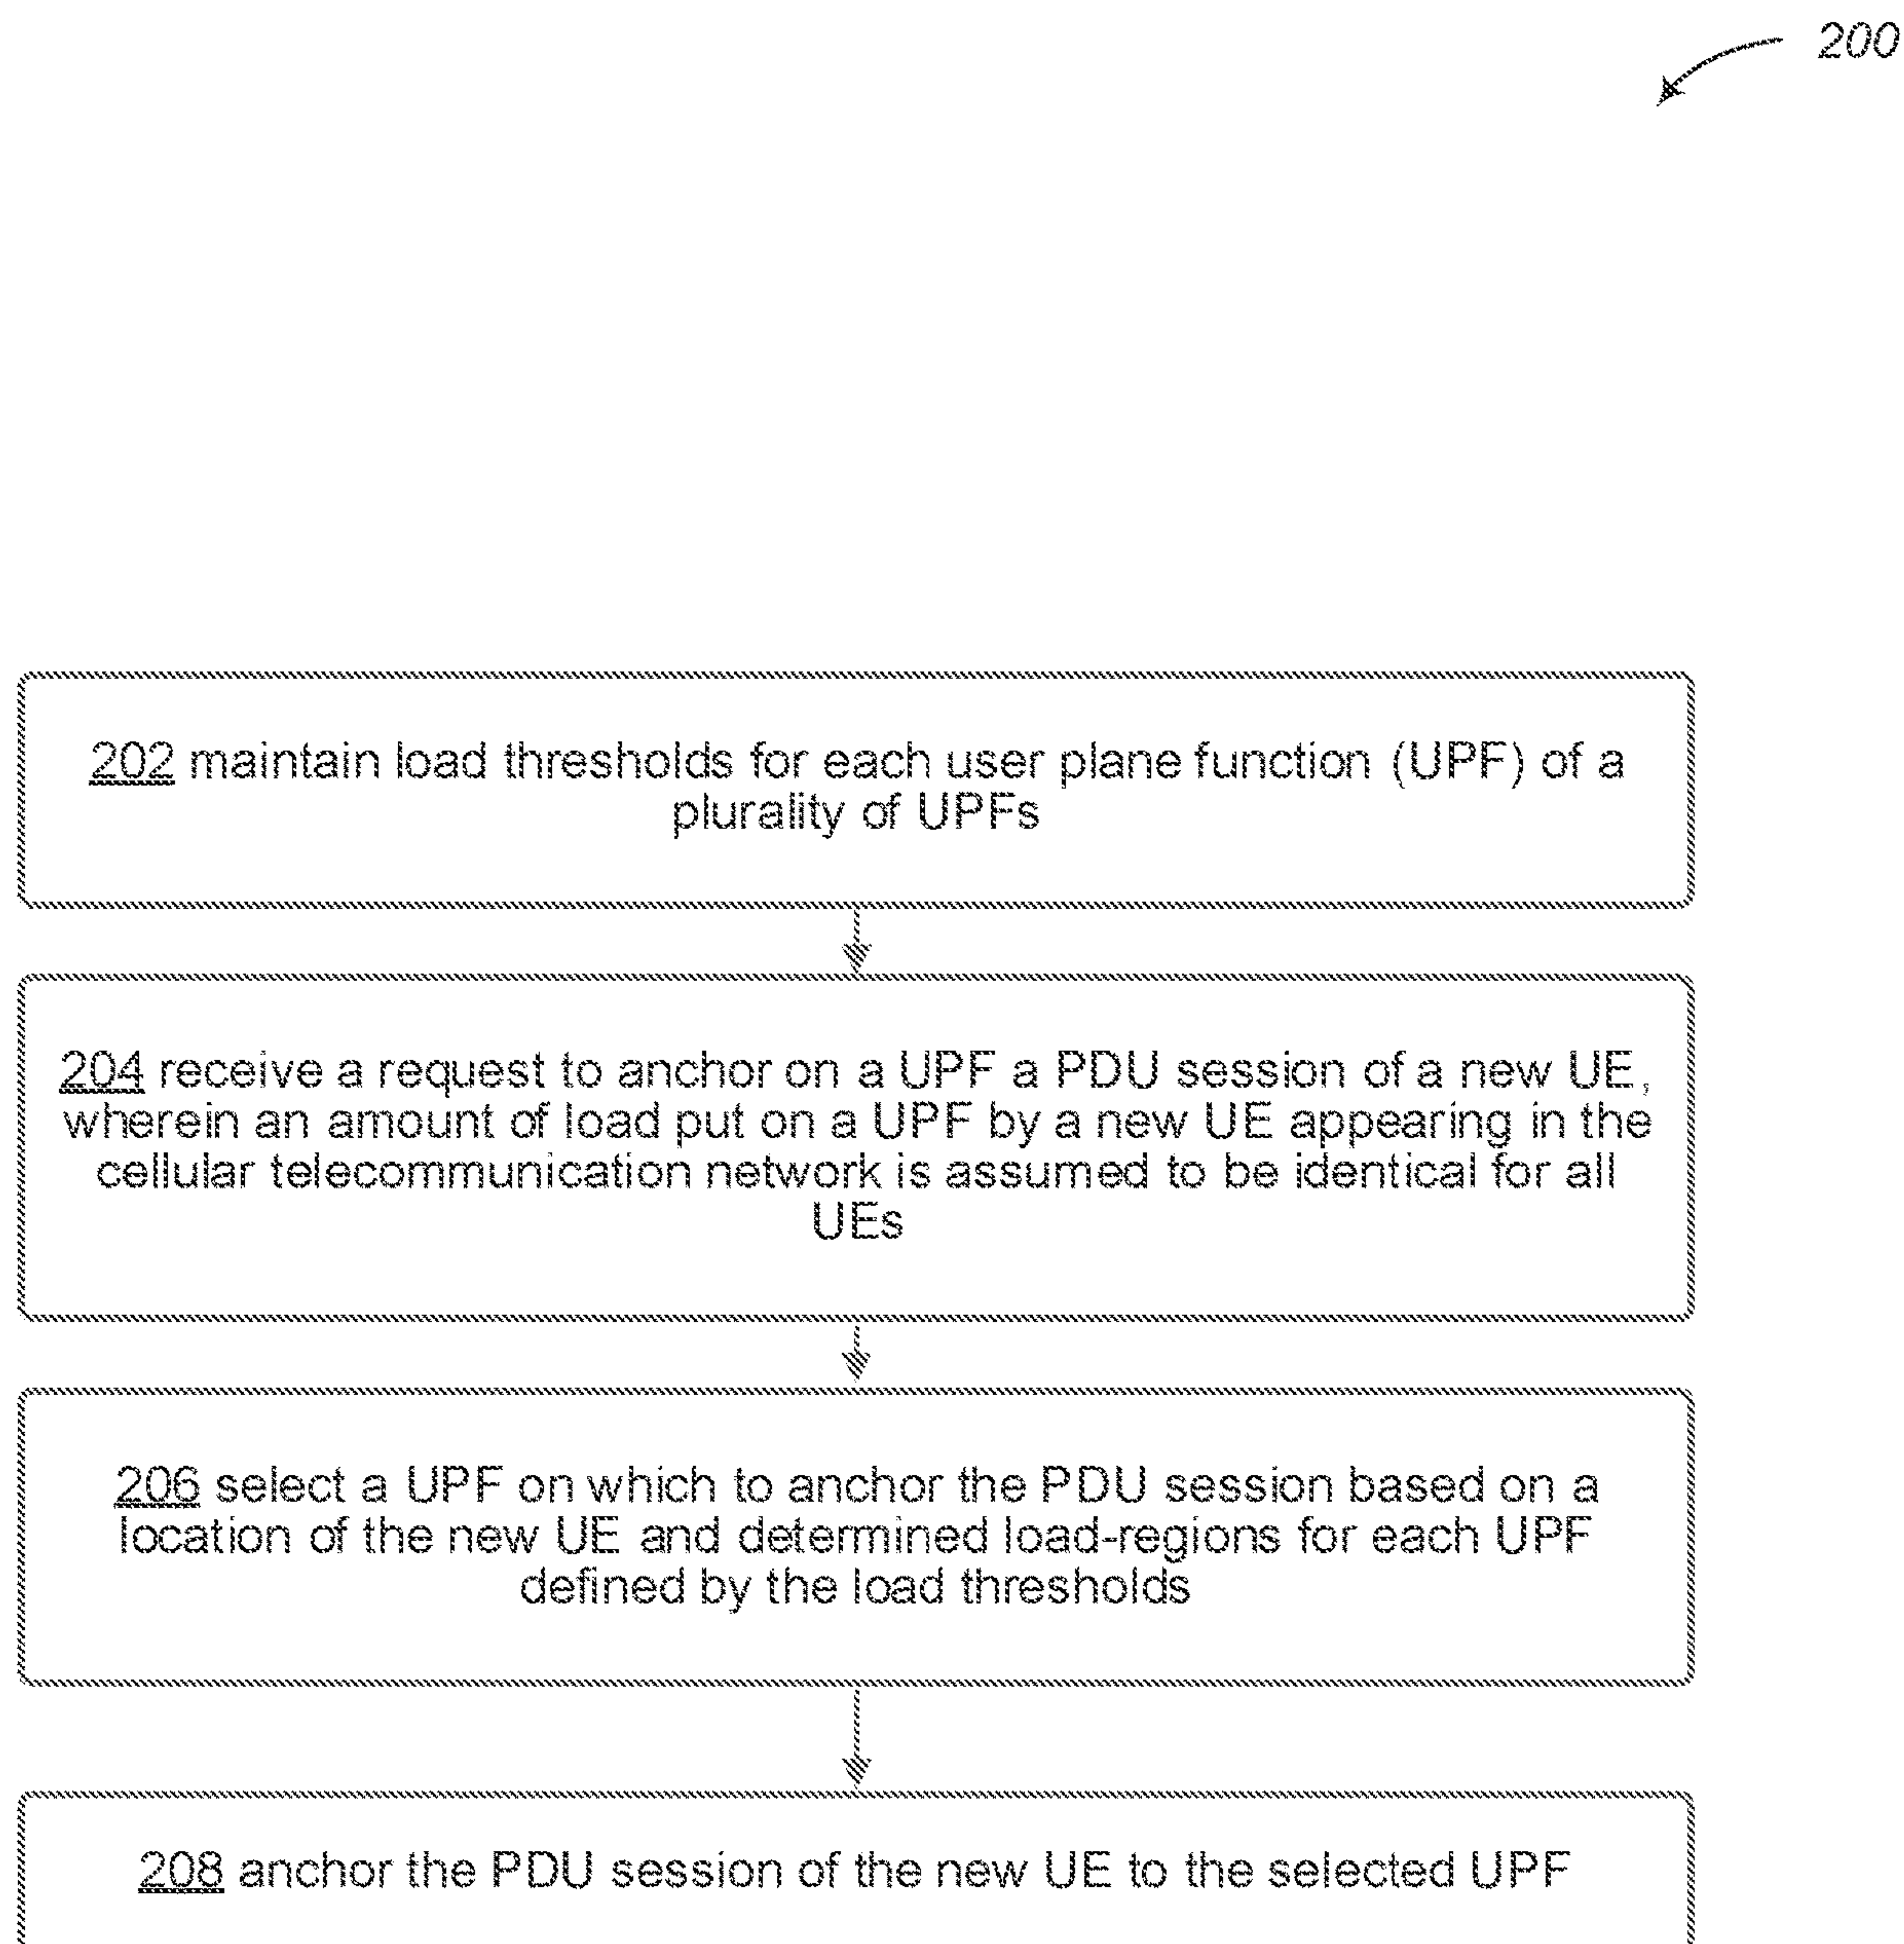 200
202 maintain load thresholds for each user plane function (UPF) of a
plurality of UPFs
204 receive a request to anchor on a UPF a PDU session of a new UE,
wherein an amount of load put on a UPF by a new UE appearing in the
cellular telecommunication network is assumed to be identical for all
UEs
206 select a UPF on which to anchor the PDU session based on a
location of the new UE and determined load-regions for each UPF
defined by the load thresholds
208 anchor the PDU session of the new UE to the selected UPF